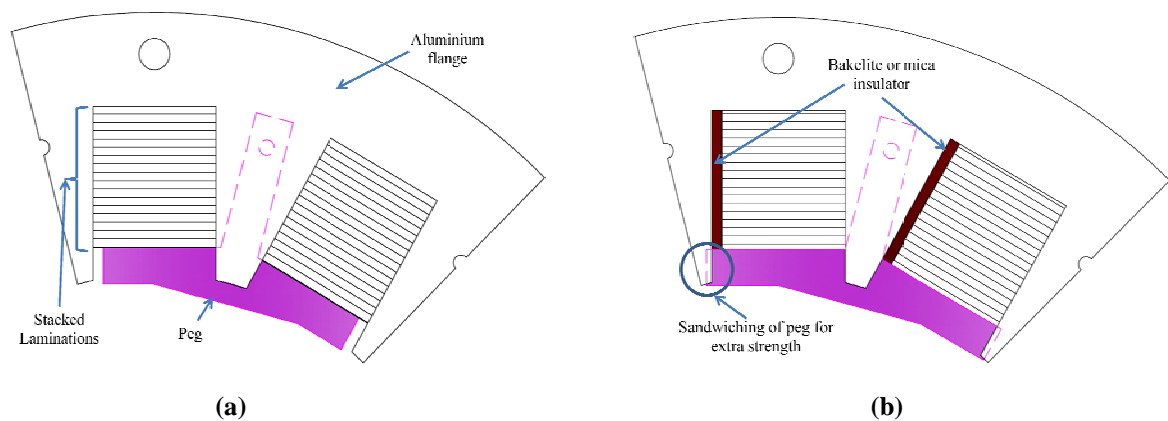 Aluminium
flange
Stacked
Laminations
Peg
(a)
Bakelite or mica
insulator
Sandwiching of peg for
extra strength
(b)